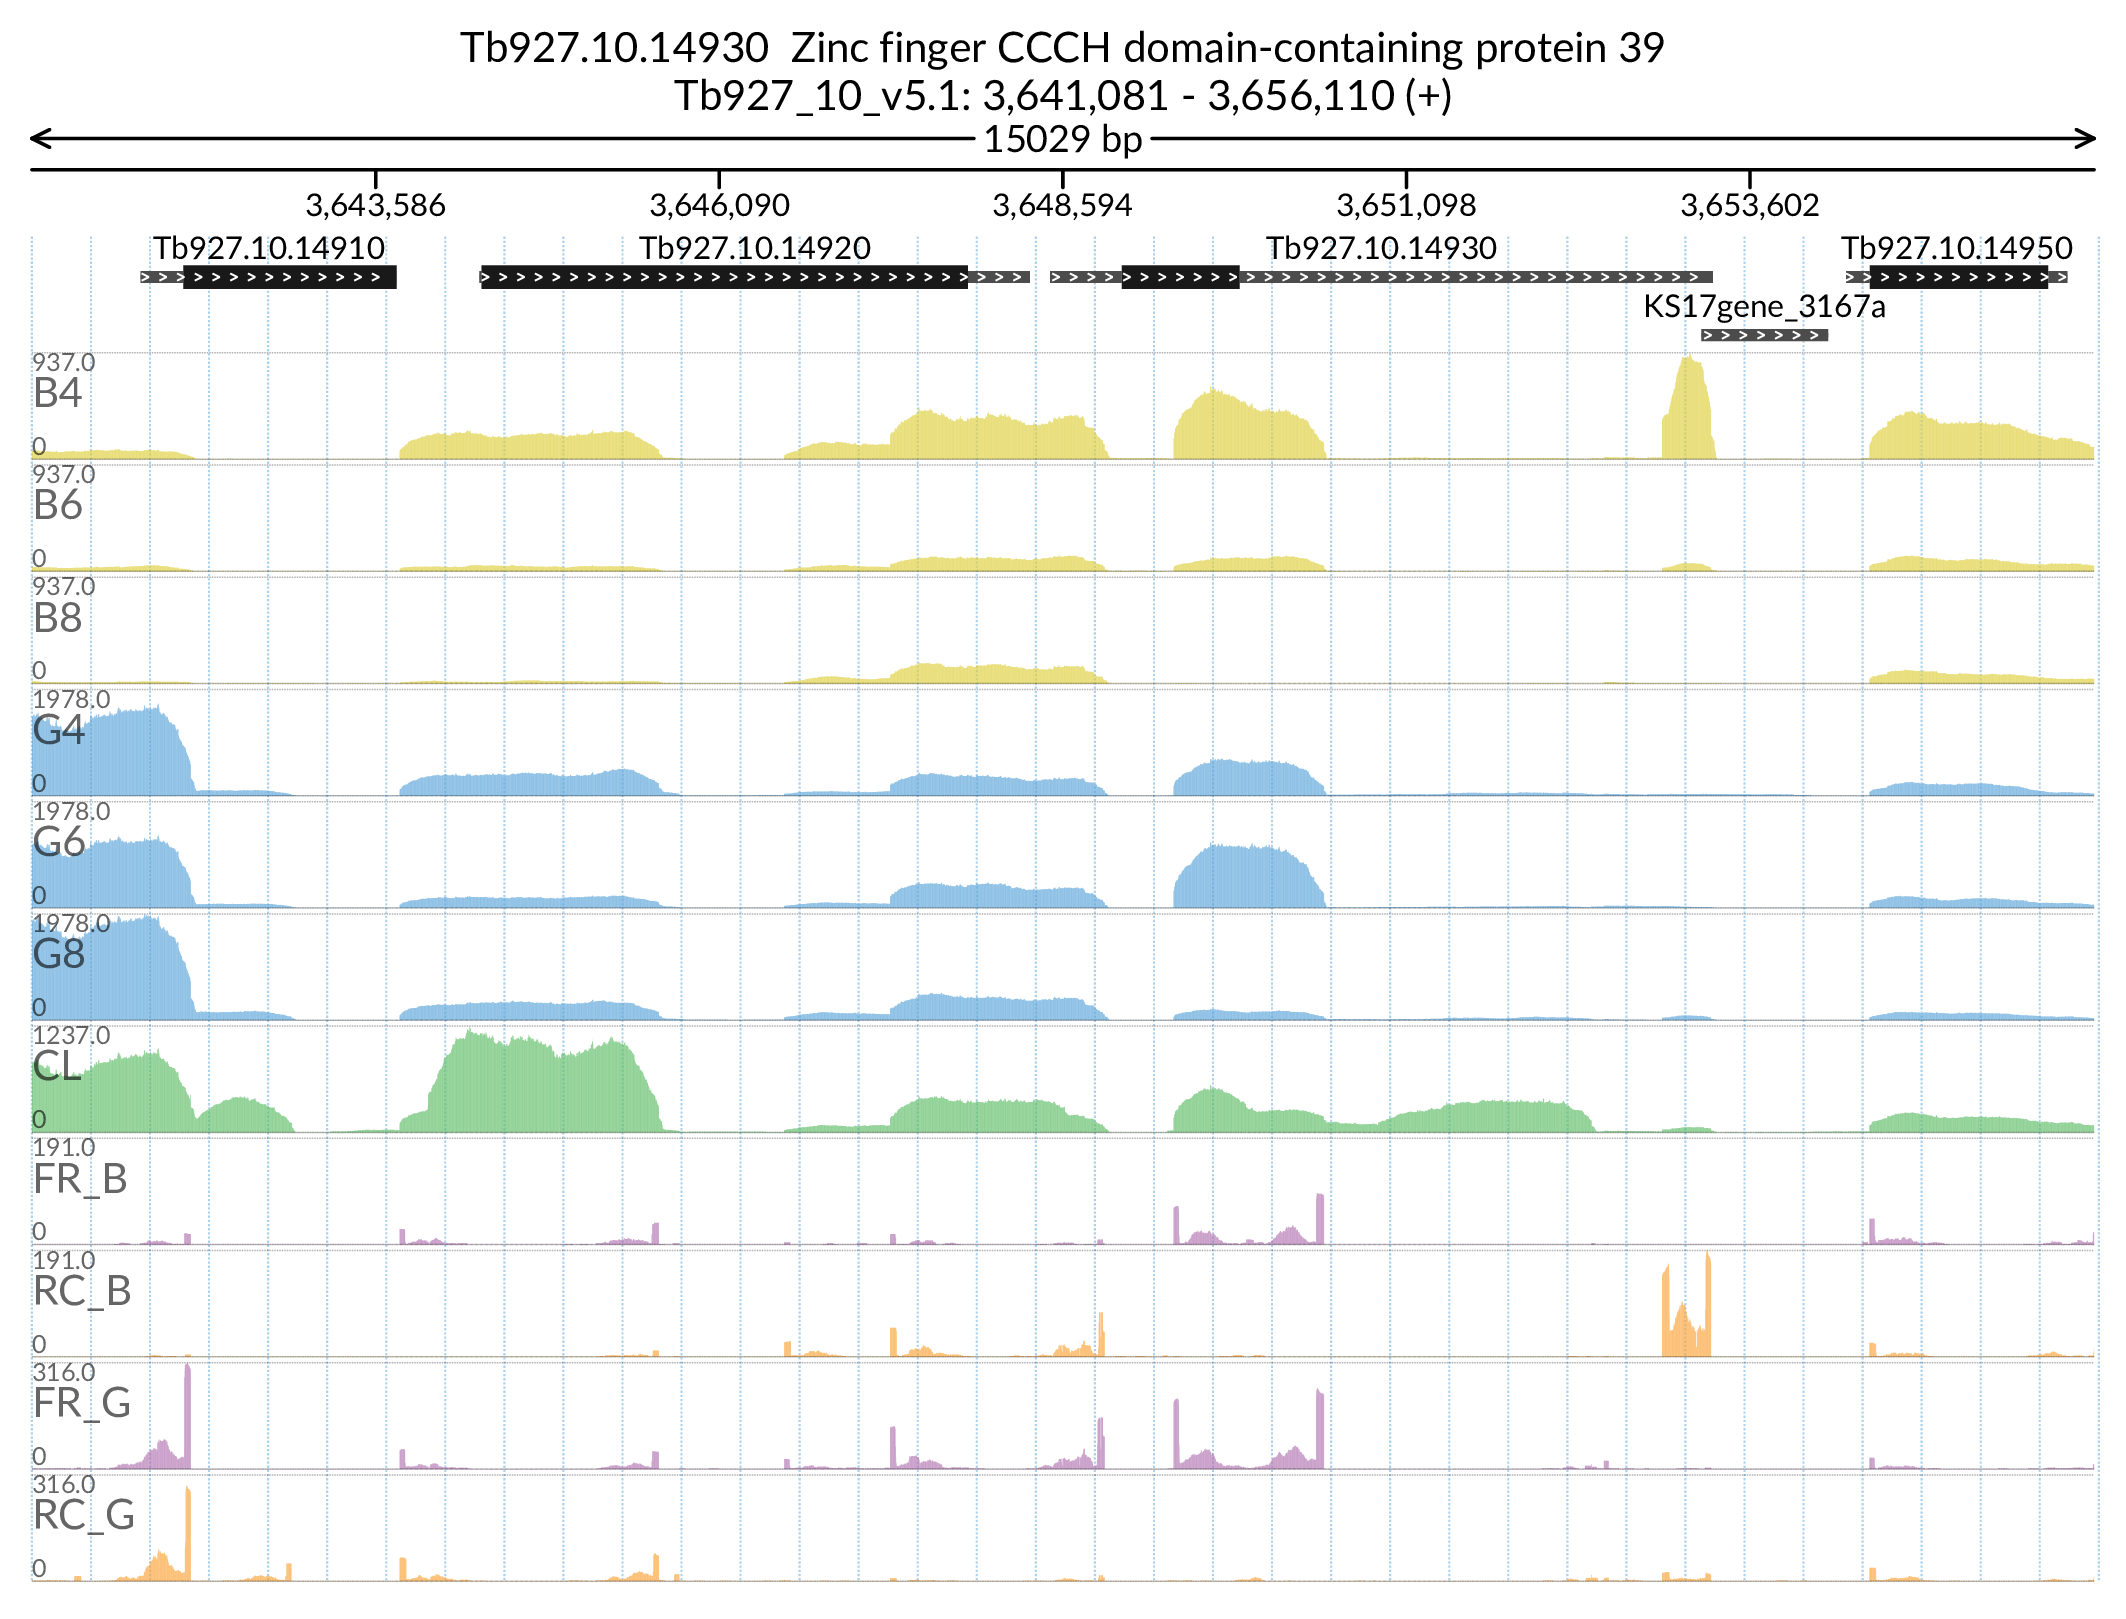 Tb927.10.14930  Zinc finger CCCH domain-containing protein 39
Tb927_10_v5.1: 3,641,081 - 3,656,110 (+)
15029 bp
3,643,586 3,646,090 3,648,594 3,651,098 3,653,602
Tb927.10.14910 Tb927.10.14920 Tb927.10.14930 Tb927.10.14950
KS17gene_3167a
937.0
B4
0
937.0
B6
0
937.0
B8
0
1978.0
G4
0
1978.0
G6
0
1978.0
G8
0
1237.0
CL
0
191.0
FR_B
0
191.0
RC_B
0
316.0
FR_G
0
316.0
RC_G
0